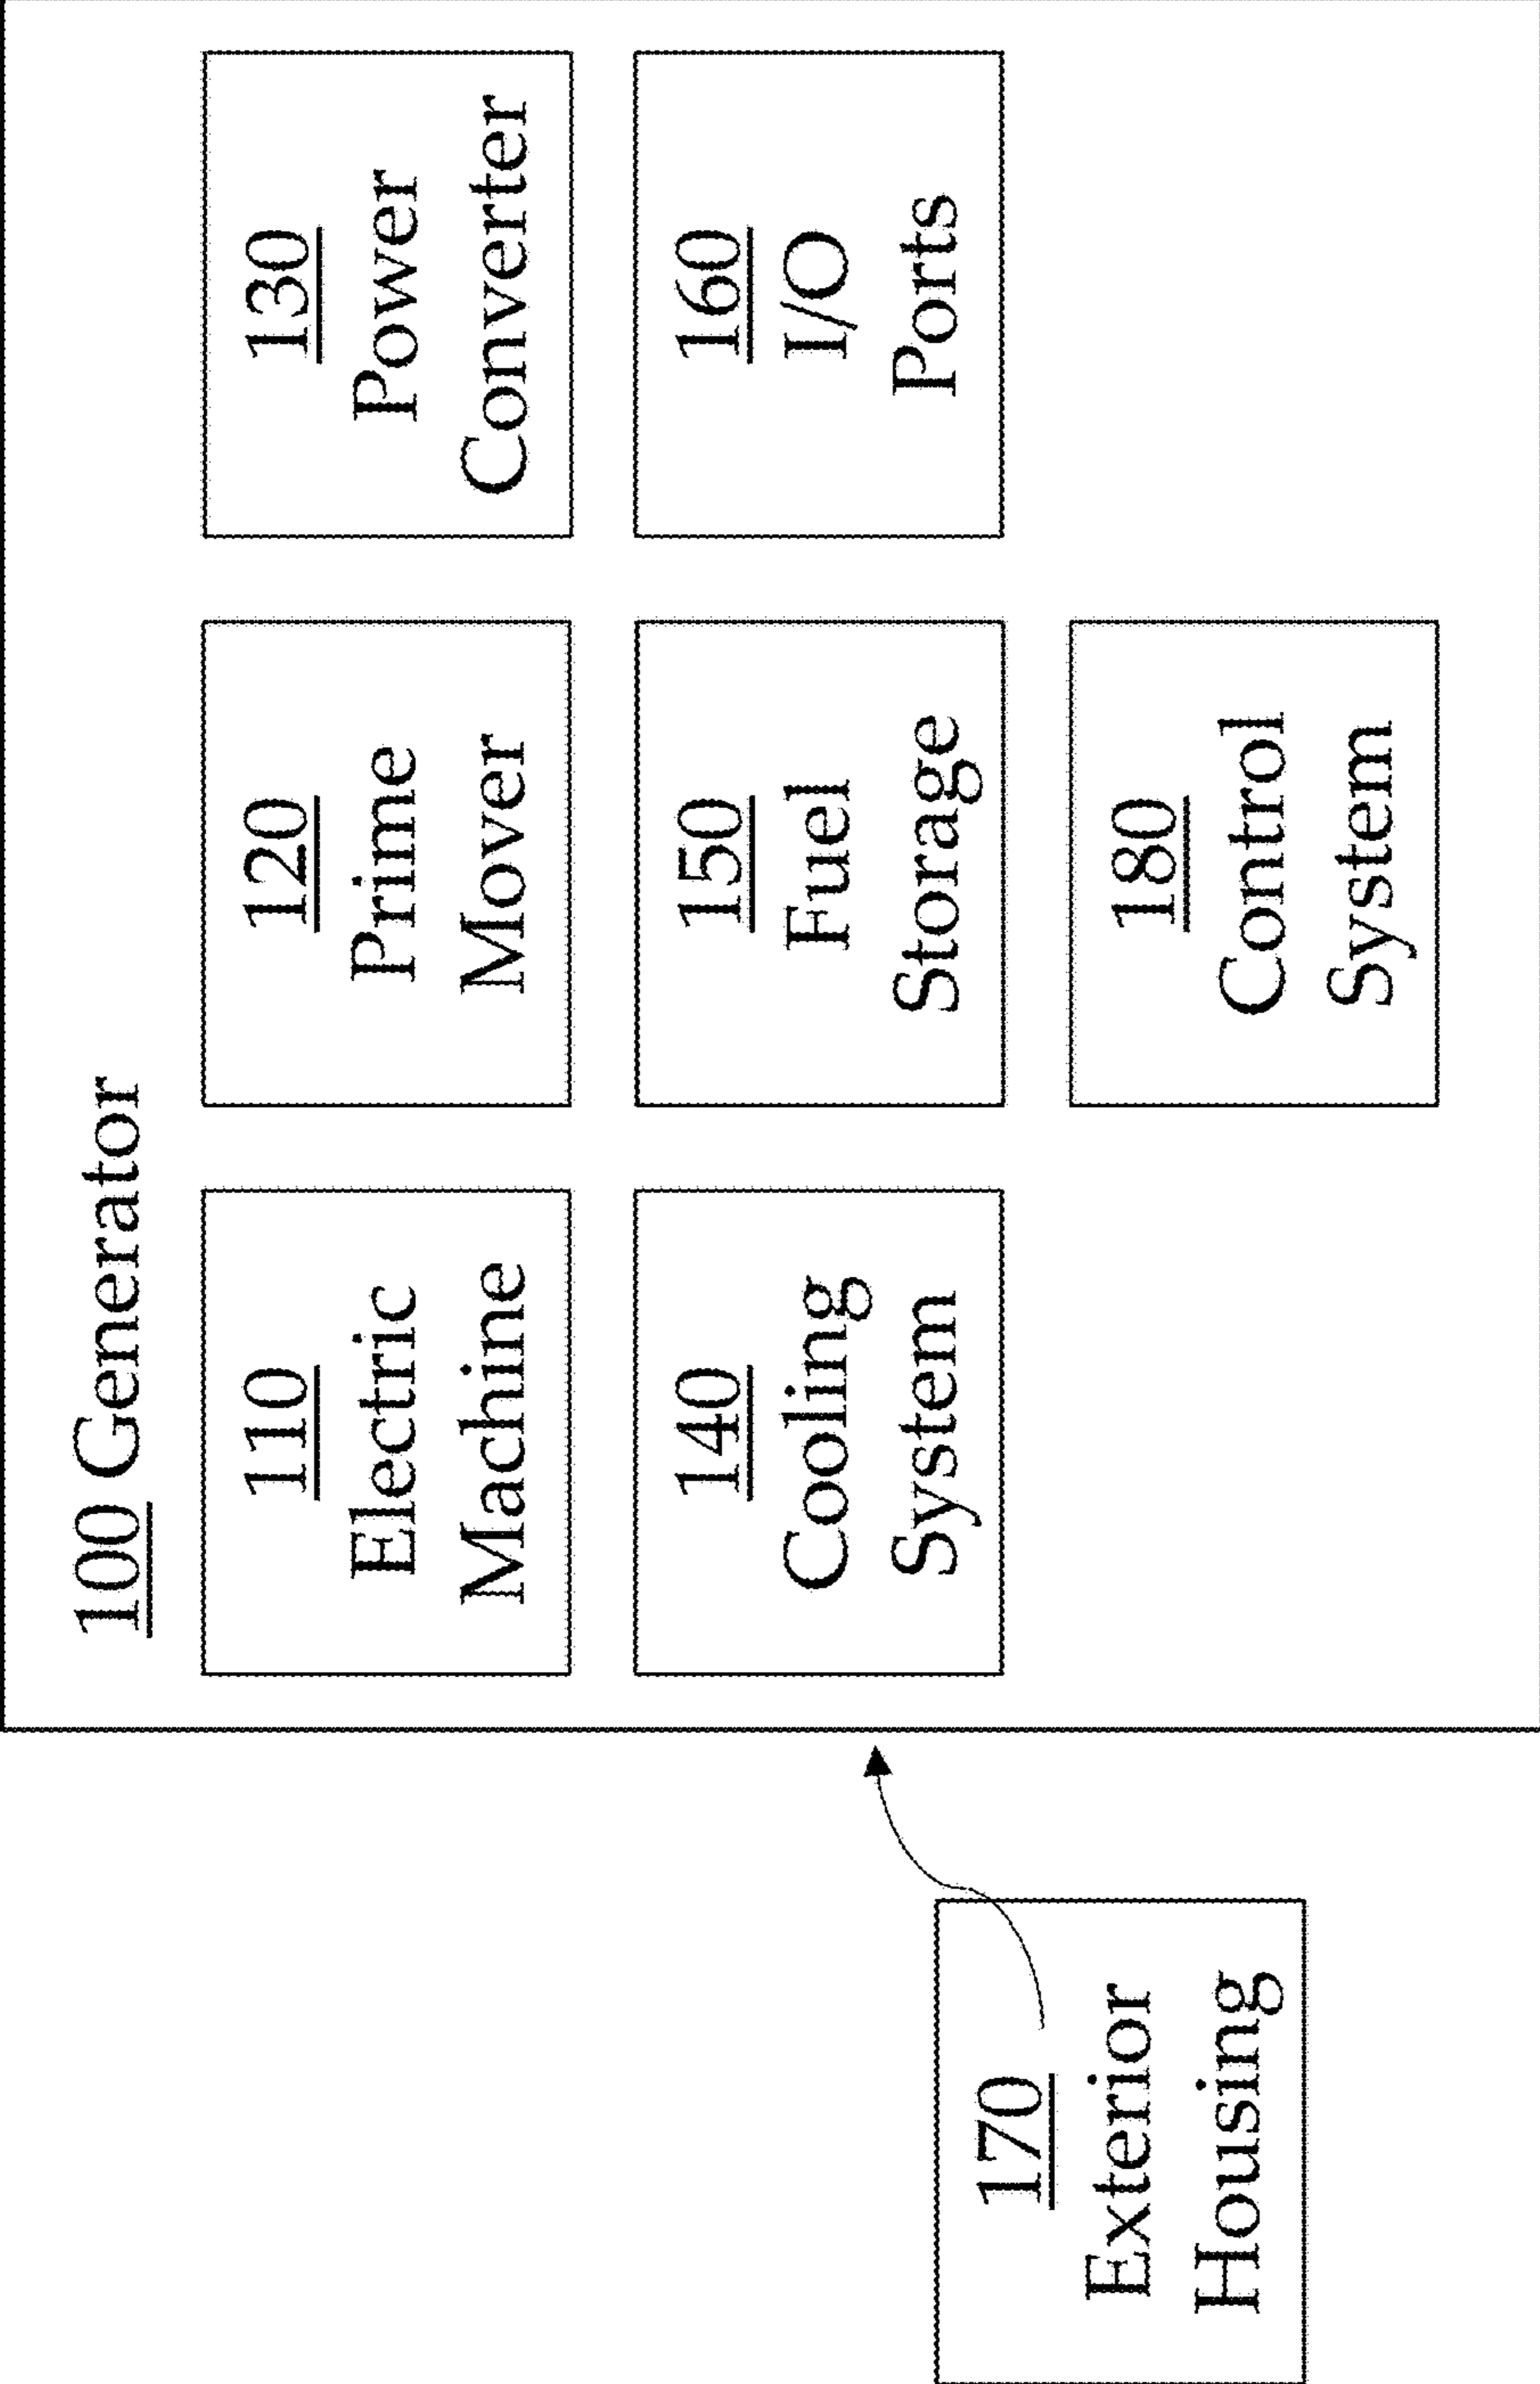 100 Generator
110
Electric
Machine
120
Prime
Mover
130
Power
Converter
140
Cooling
System
150
Fuel
Storage
160
I/O
Ports
170
Exterior
Housing
180
Control
System